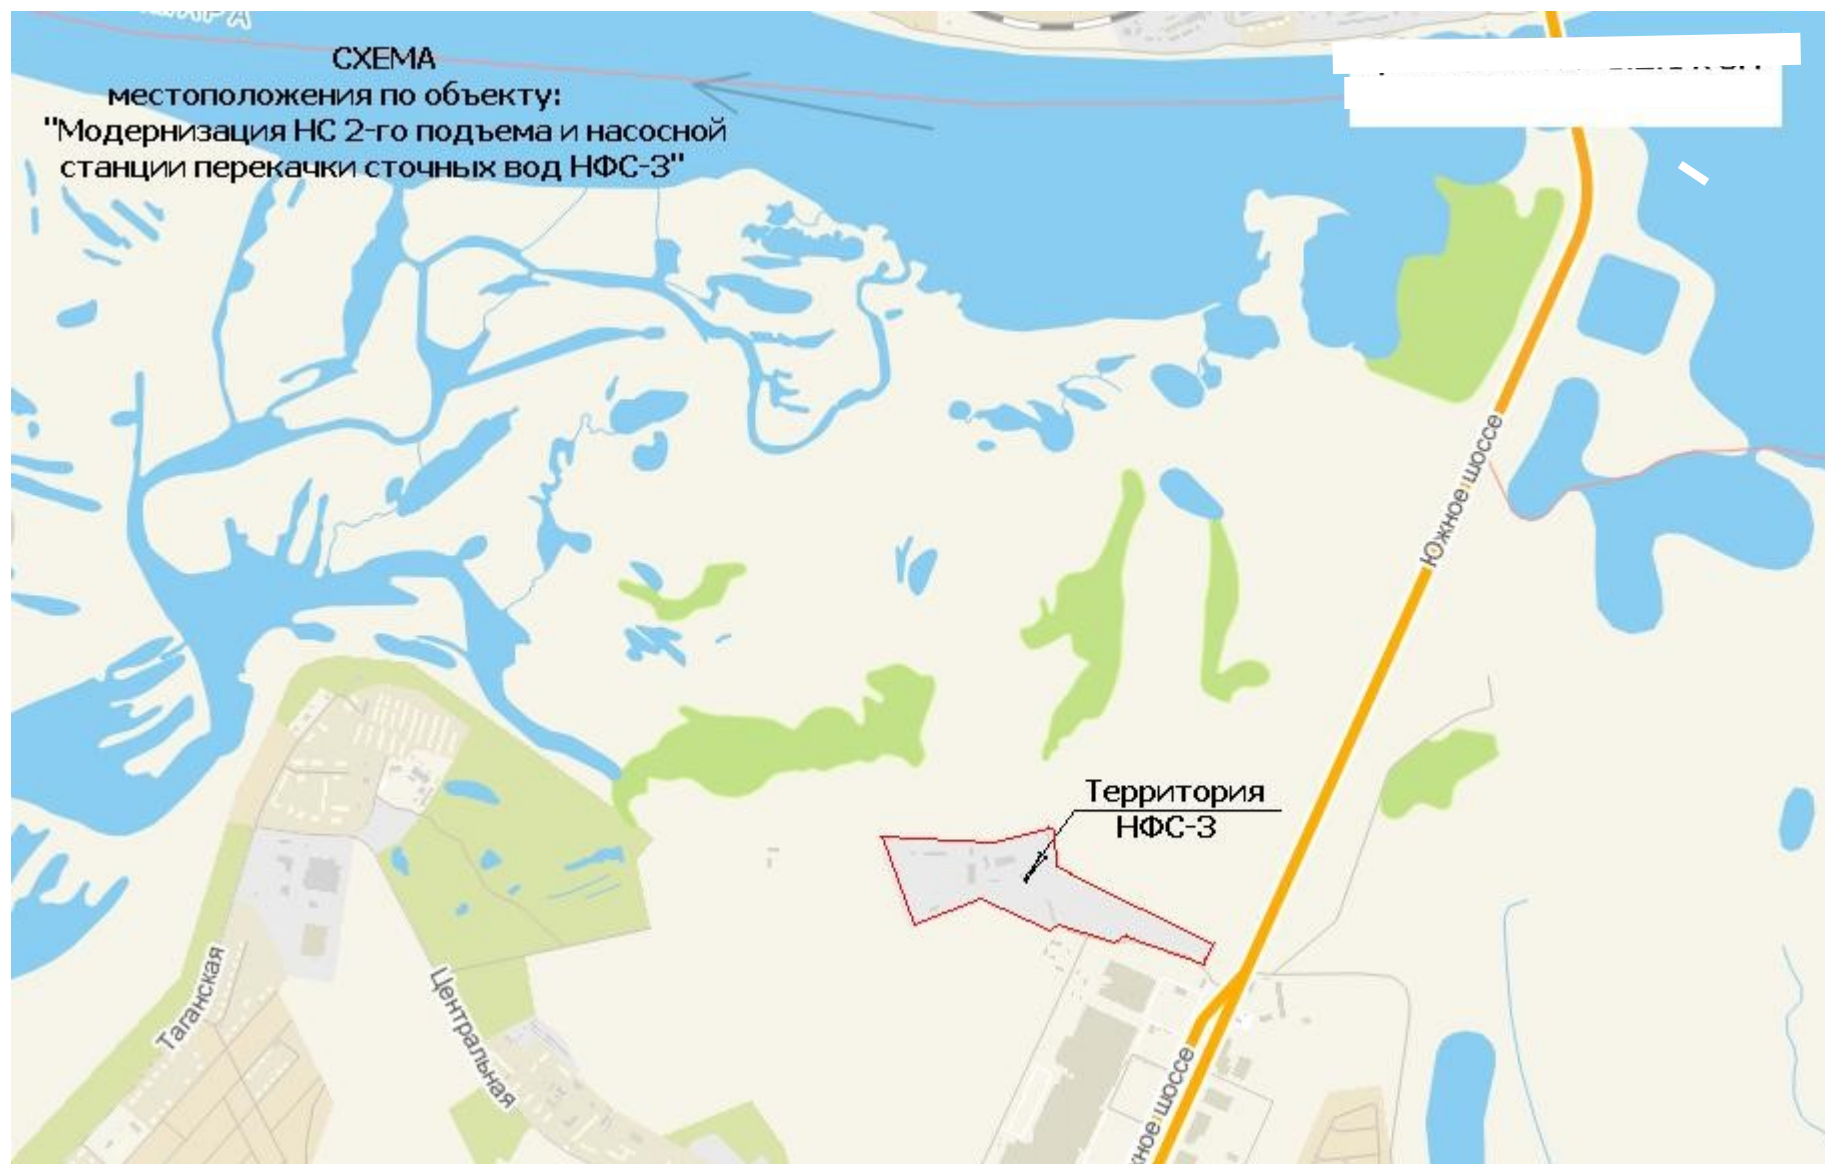 СХЕМА
местоположения по объекту:
"Модернизация НС 2-го подъема и насосной
станции перекачки сточных вод НФС-3"
Южное шоссе
Территория
НФС-3
Таганская
Центральная
шоссе